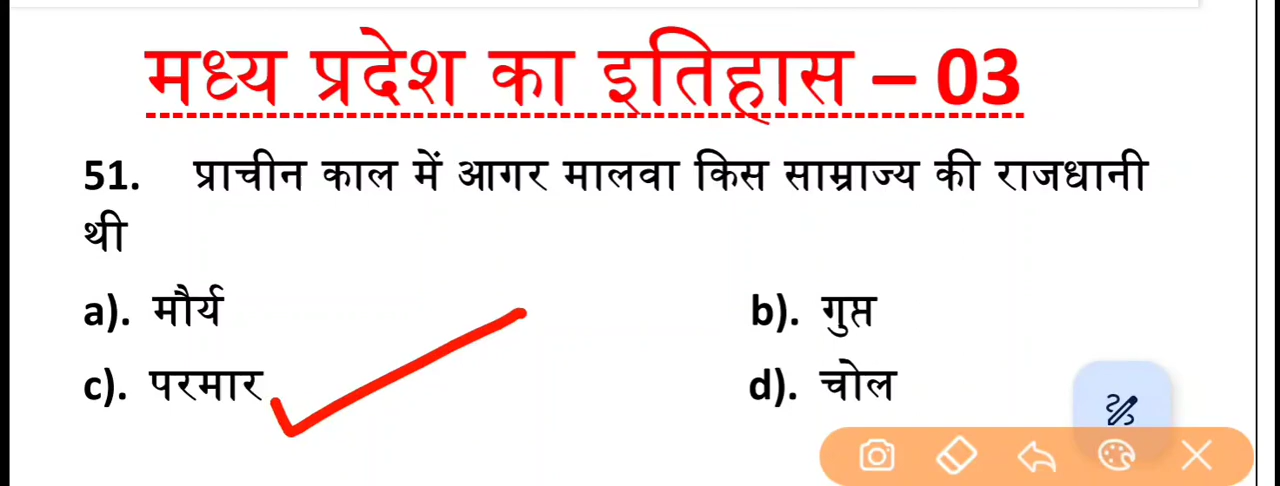 मध्य प्रदेश का इतिहास – 03
51. प्राचीन काल में आगर मालवा किस साम्राज्य की राजधानी
थी
a). मौर्य b). गुप्त
c). परमार d). चोल